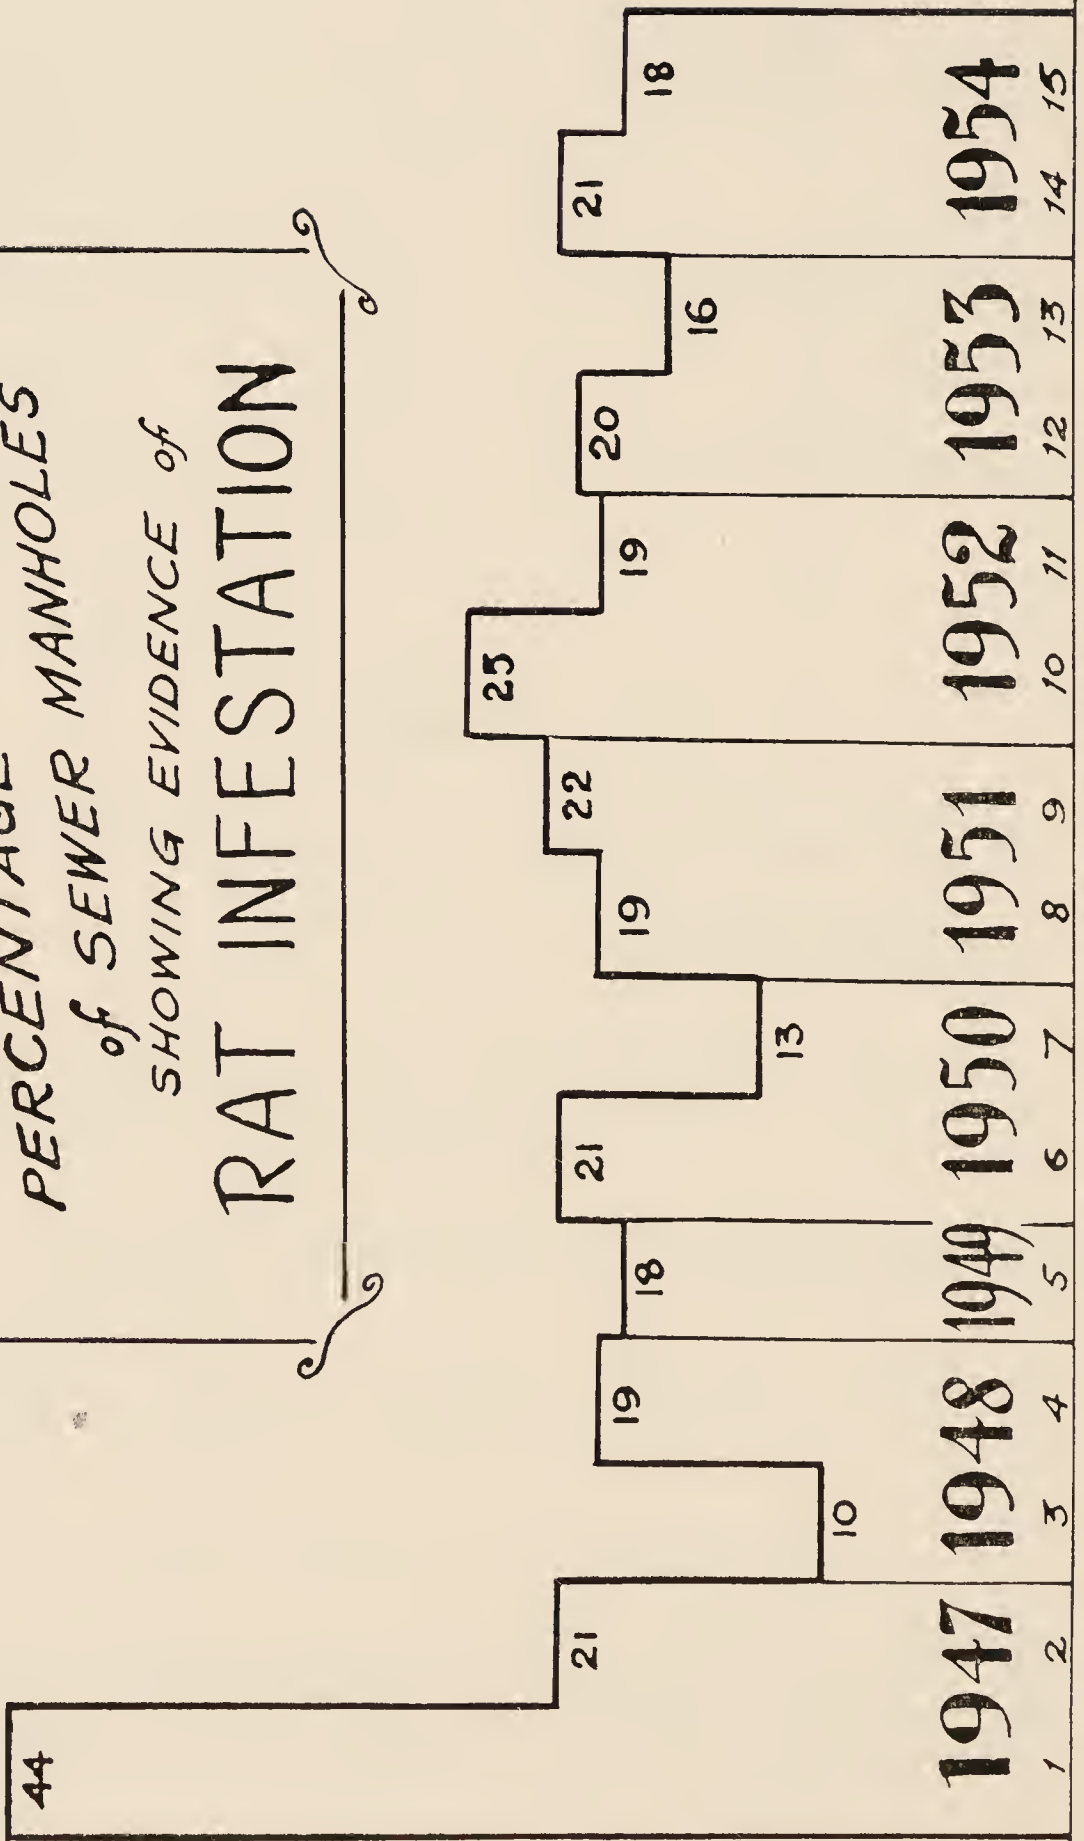 PERCENTAGE
of SEWER MANHOLES
SHOWING EVIDENCE of
RAT INFESTATION
44 21 10 19 18 21 13 19 22 25 19 20 16 21 18
1947 1948 1949 1950 1951 1952 1953 1954
1 2 3 4 5 6 7 8 9 10 11 12 13 14 15